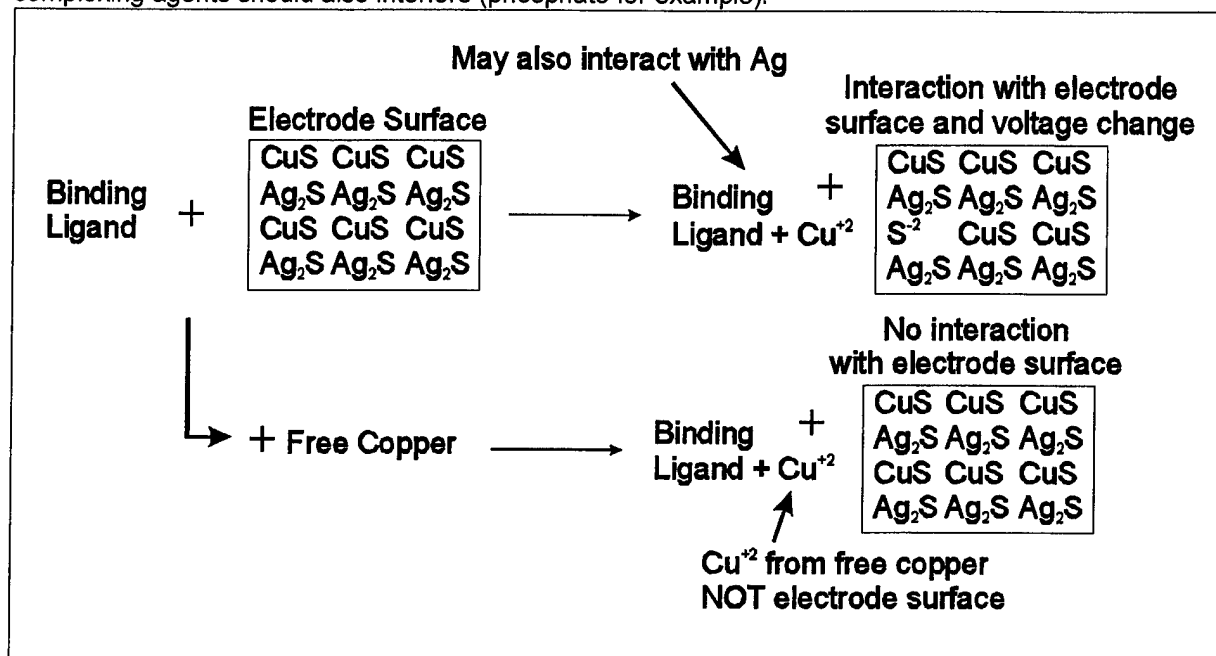 complexing agents should also interfere (phosphate for example).
May also interact with Ag
Electrode Surface
Interaction with electrode
surface and voltage change
Binding
Ligand
+
CuS CuS CuS
Ag₂S Ag₂S Ag₂S
CuS CuS CuS
Ag₂S Ag₂S Ag₂S
Binding
Ligand + Cu⁺²
+
CuS CuS CuS
Ag₂S Ag₂S Ag₂S
S⁻² CuS CuS
Ag₂S Ag₂S Ag₂S
No interaction
with electrode surface
+ Free Copper
Binding
Ligand + Cu⁺²
+
CuS CuS CuS
Ag₂S Ag₂S Ag₂S
CuS CuS CuS
Ag₂S Ag₂S Ag₂S
Cu⁺² from free copper
NOT electrode surface